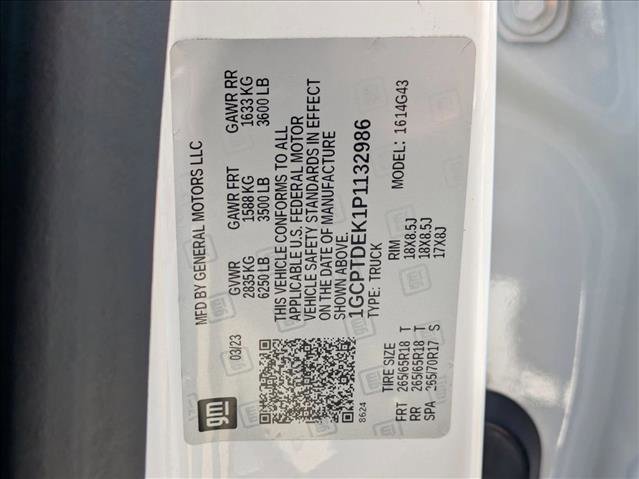 gm
MFD BY GENERAL MOTORS LLC
03/23
GVWR GAWR FRT GAWR RR
2835 KG 1588 KG 1633 KG
6250 LB 3500 LB 3600 LB
THIS VEHICLE CONFORMS TO ALL
APPLICABLE U.S. FEDERAL MOTOR
VEHICLE SAFETY STANDARDS IN EFFECT
ON THE DATE OF MANUFACTURE
SHOWN ABOVE.
1GCPTDEK1P1132986
TYPE: TRUCK
MODEL: 1614G43
8624
TIRE SIZE RIM
FRT 265/65R18 T 18X8.5J
RR 265/65R18 T 18X8.5J
SPA 255/70R17 S 17X8J